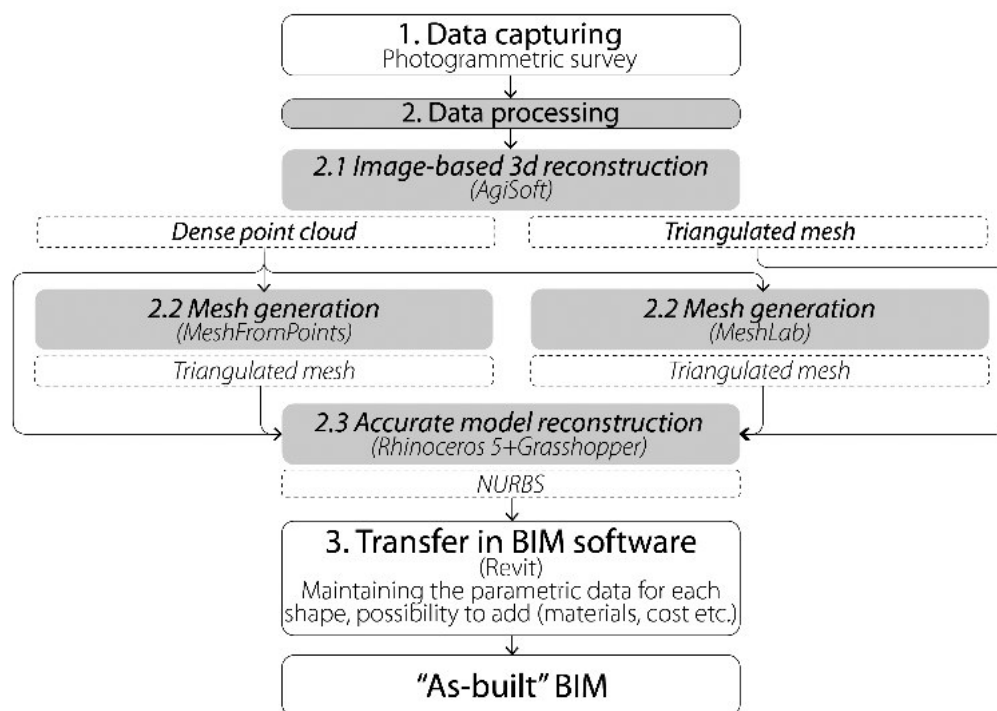 1. Data capturing
Photogrammetric survey
2. Data processing
2.1 Image-based 3d reconstruction
(AgiSoft)
Dense point cloud
Triangulated mesh
2.2 Mesh generation
(MeshFromPoints)
2.2 Mesh generation
(MeshLab)
Triangulated mesh
Triangulated mesh
2.3 Accurate model reconstruction
(Rhinoceros 5+Grasshopper)
NURBS
3. Transfer in BIM software
(Revit)
Maintaining the parametric data for each
shape, possibility to add (materials, cost etc.)
“As-built” BIM